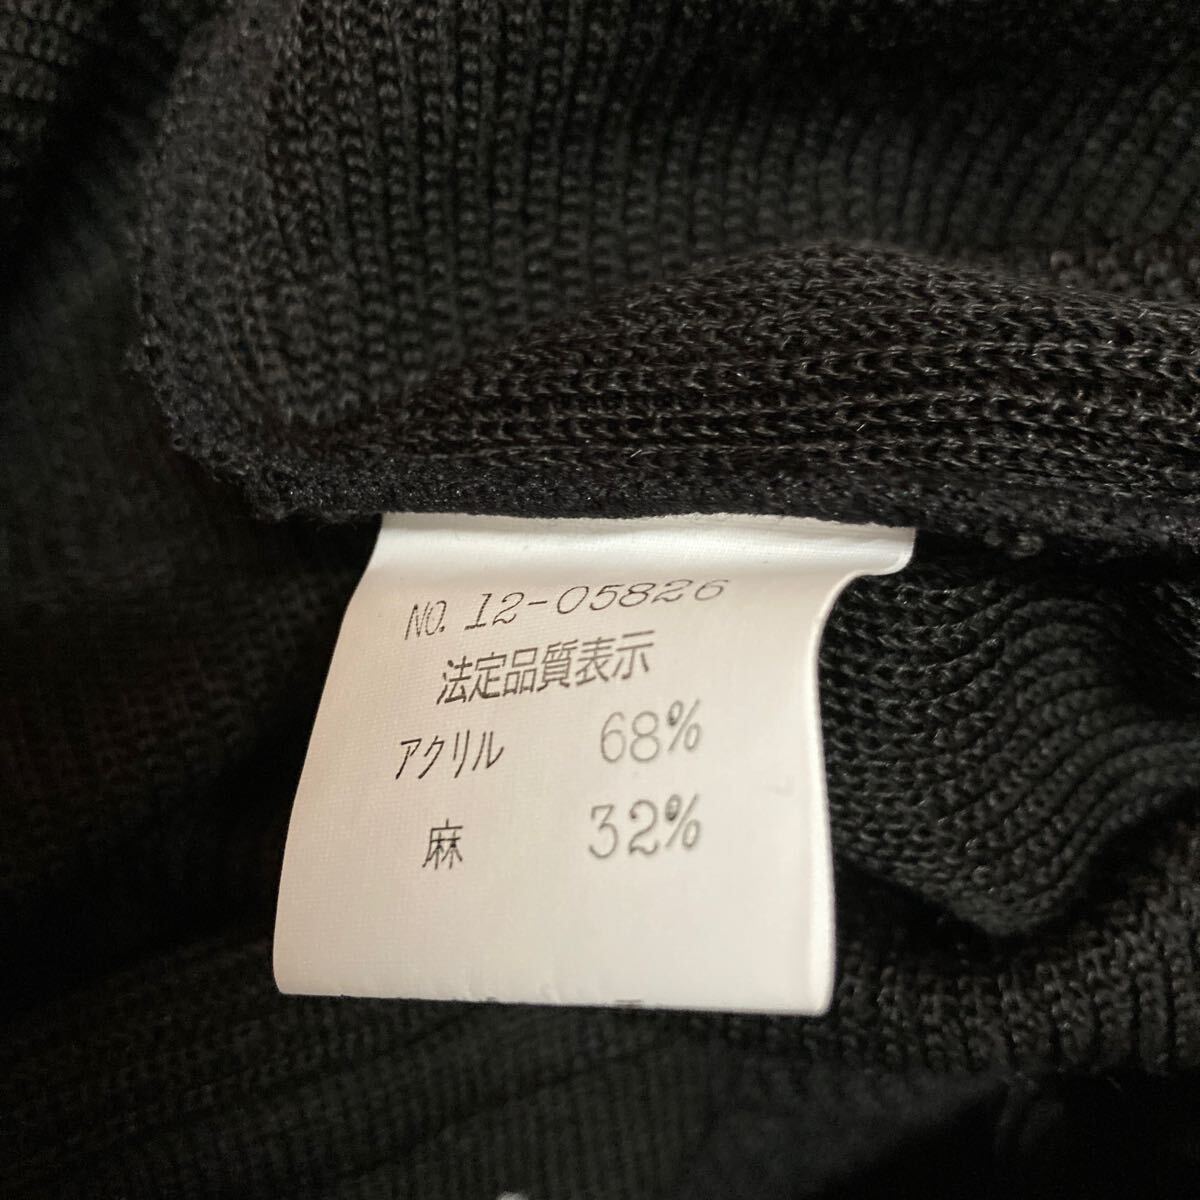 NO. 12-05826
法定品質表示
アクリル 68%
麻 32%